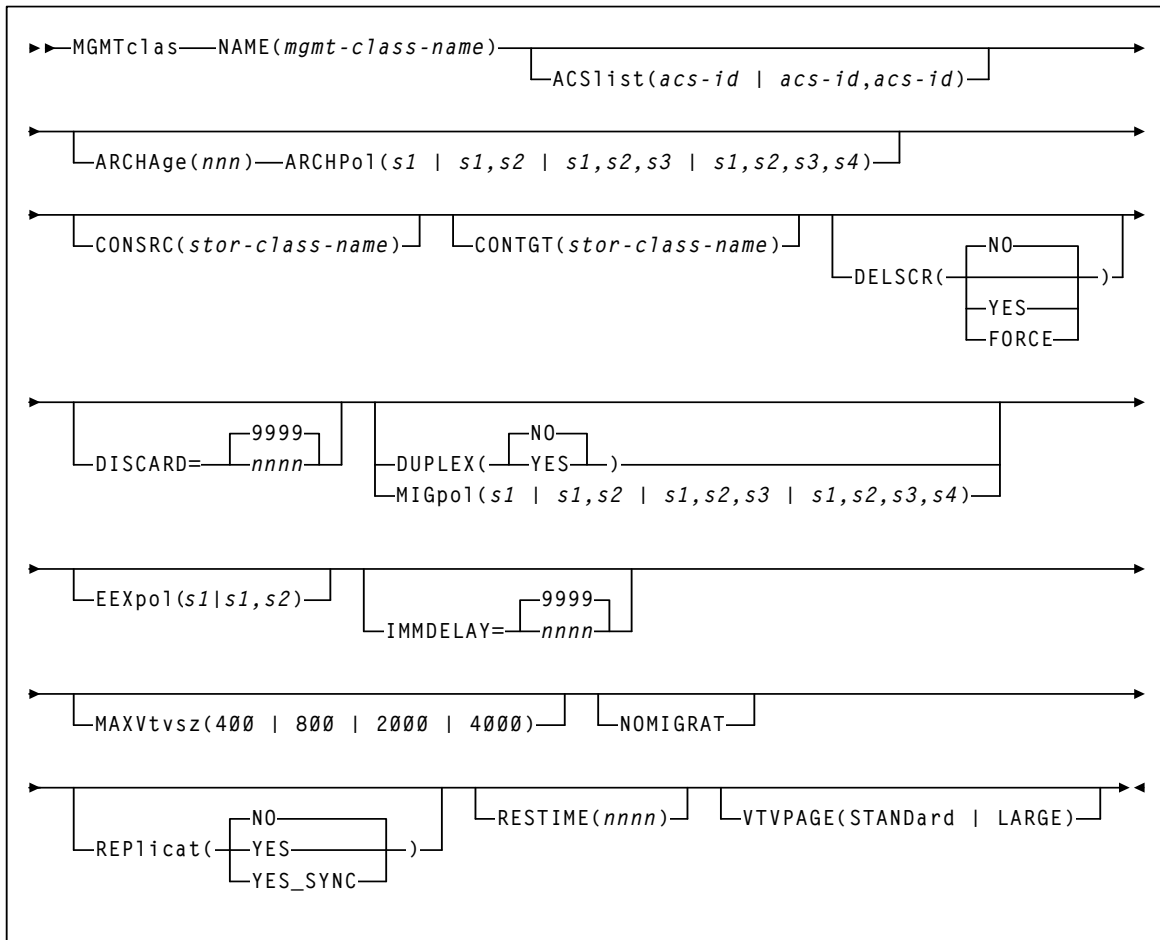 MGMTclas NAME(mgmt-class-name)
ACSlist(acs-id | acs-id,acs-id)
ARCHAge(nnn) ARCHPol(s1 | s1,s2 | s1,s2,s3 | s1,s2,s3,s4)
CONSRC(stor-class-name) CONTGT(stor-class-name)
NO
DELSCR( )
YES
FORCE
9999
DISCARD= nnnn
NO
DUPLEX( YES )
MIGpol(s1 | s1,s2 | s1,s2,s3 | s1,s2,s3,s4)
EEXpol(s1|s1,s2)
9999
IMMDELAY= nnnn
MAXVtvsz(400 | 800 | 2000 | 4000) NOMIGRAT
NO
REPlicat( YES )
YES_SYNC
RESTIME(nnnn) VTVPAGE(STANDard | LARGE)